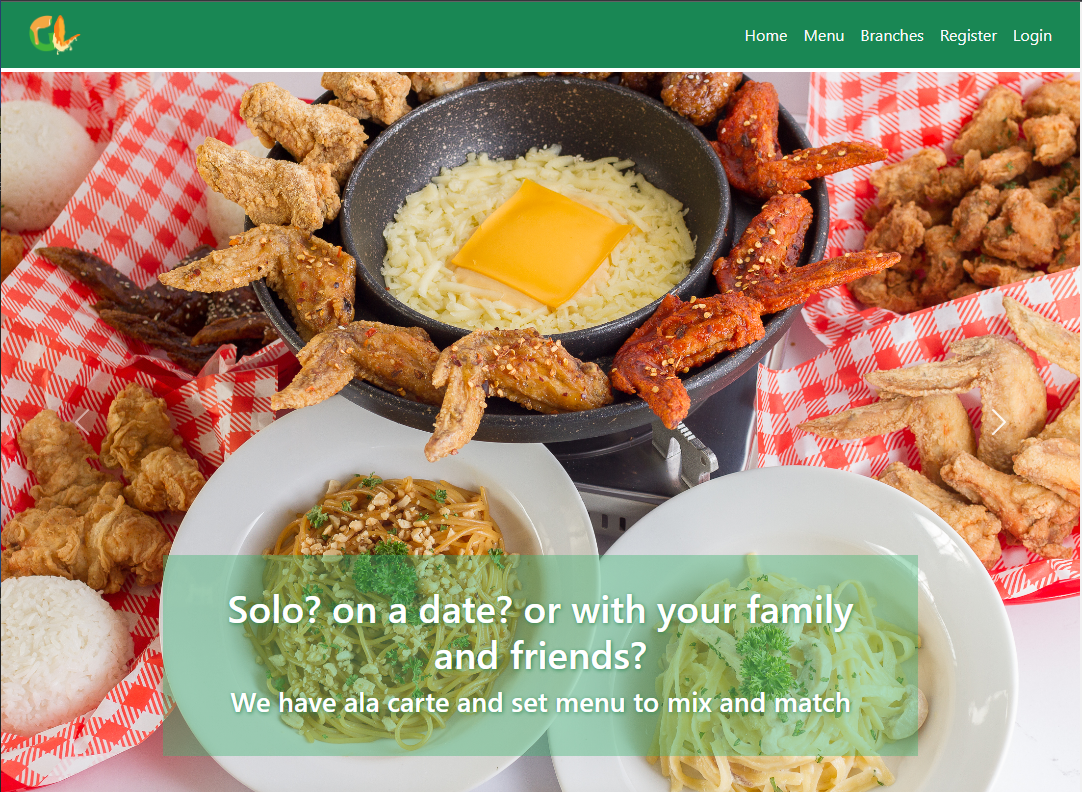 GL
Home Menu Branches Register Login
Solo? on a date? or with your family
and friends?
We have ala carte and set menu to mix and match